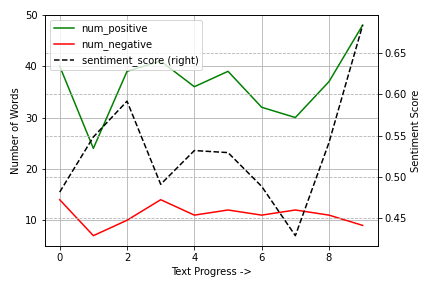 50
40
30
20
10
Number of Words
num_positive
num_negative
sentiment_score (right)
0.65
0.60
0.55
0.50
0.45
Sentiment Score
0 2 4 6 8
Text Progress ->